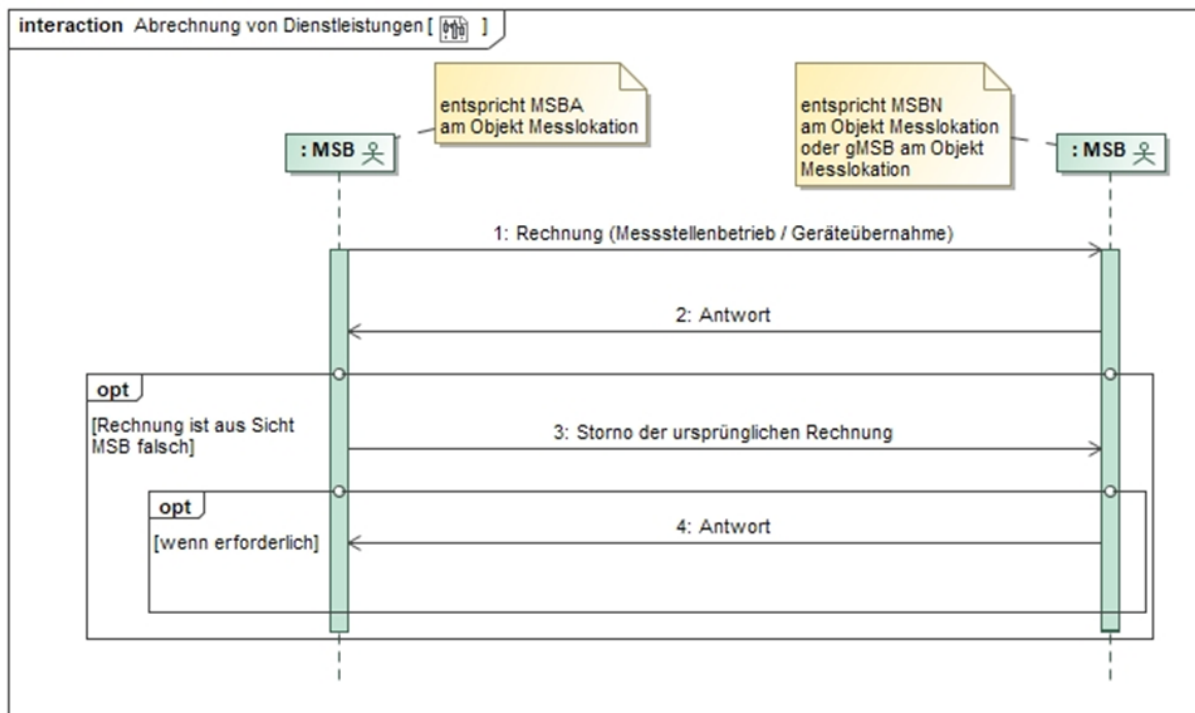 interaction Abrechnung von Dienstleistungen [ ]
entspricht MSBA
am Objekt Messlokation
entspricht MSBN
am Objekt Messlokation
oder gMSB am Objekt
Messlokation
: MSB
: MSB
1: Rechnung (Messstellenbetrieb / Geräteübernahme)
2: Antwort
opt
[Rechnung ist aus Sicht
MSB falsch]
3: Storno der ursprünglichen Rechnung
opt
[wenn erforderlich]
4: Antwort